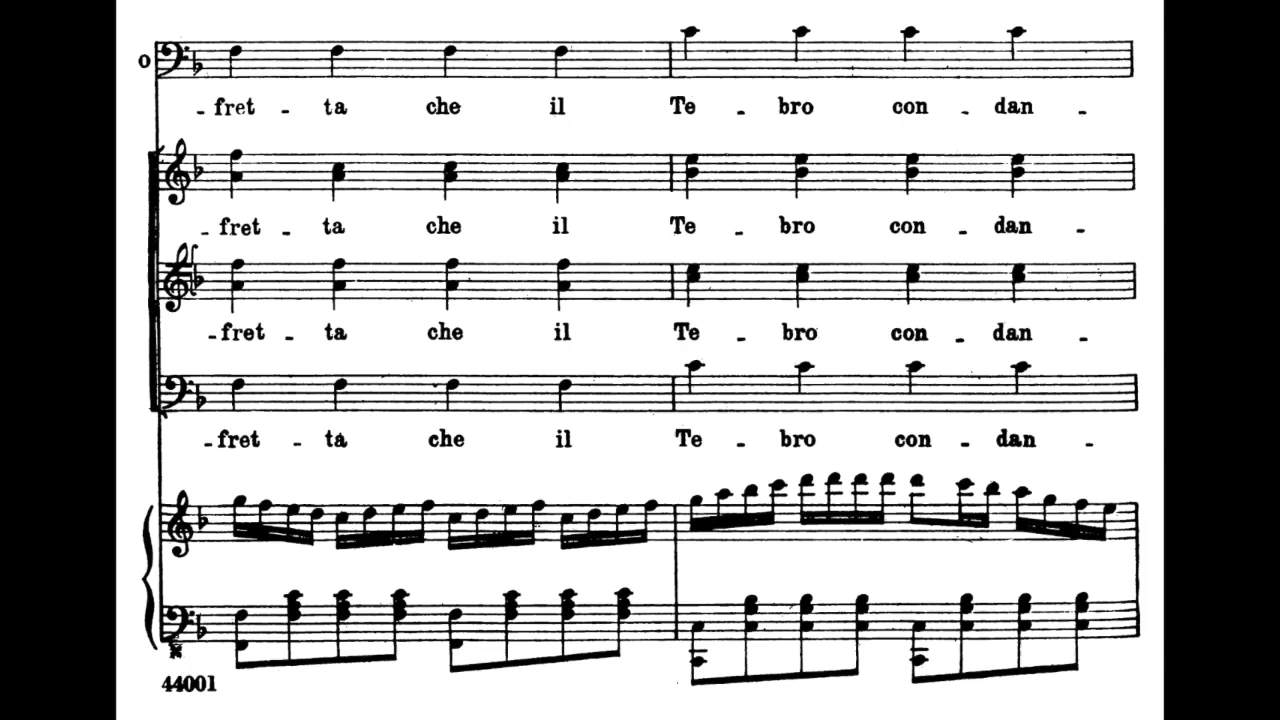 o
- fret - ta che il Te - bro con - dan -
- fret - ta che il Te - bro con - dan -
- fret - ta che il Te - bro con - dan -
- fret - ta che il Te - bro con - dan -
44001